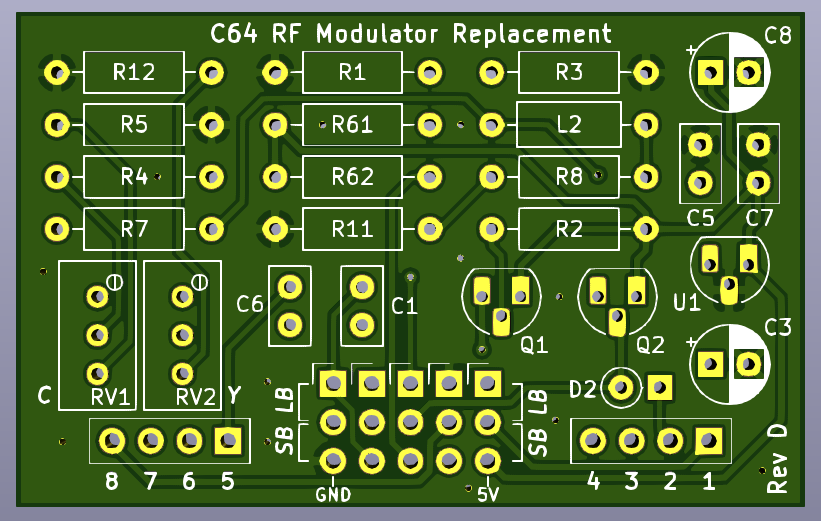 C64 RF Modulator Replacement
C8
+
R12 R1 R3
R5 R61 L2
R4 R62 R8
R7 R11 R2
C5 C7
C6 C1 U1
Q1 Q2
C3
+
C RV1 RV2 Y
LB LB
D2
SB SB
8 7 6 5
4 3 2 1
GND 5V
Rev D